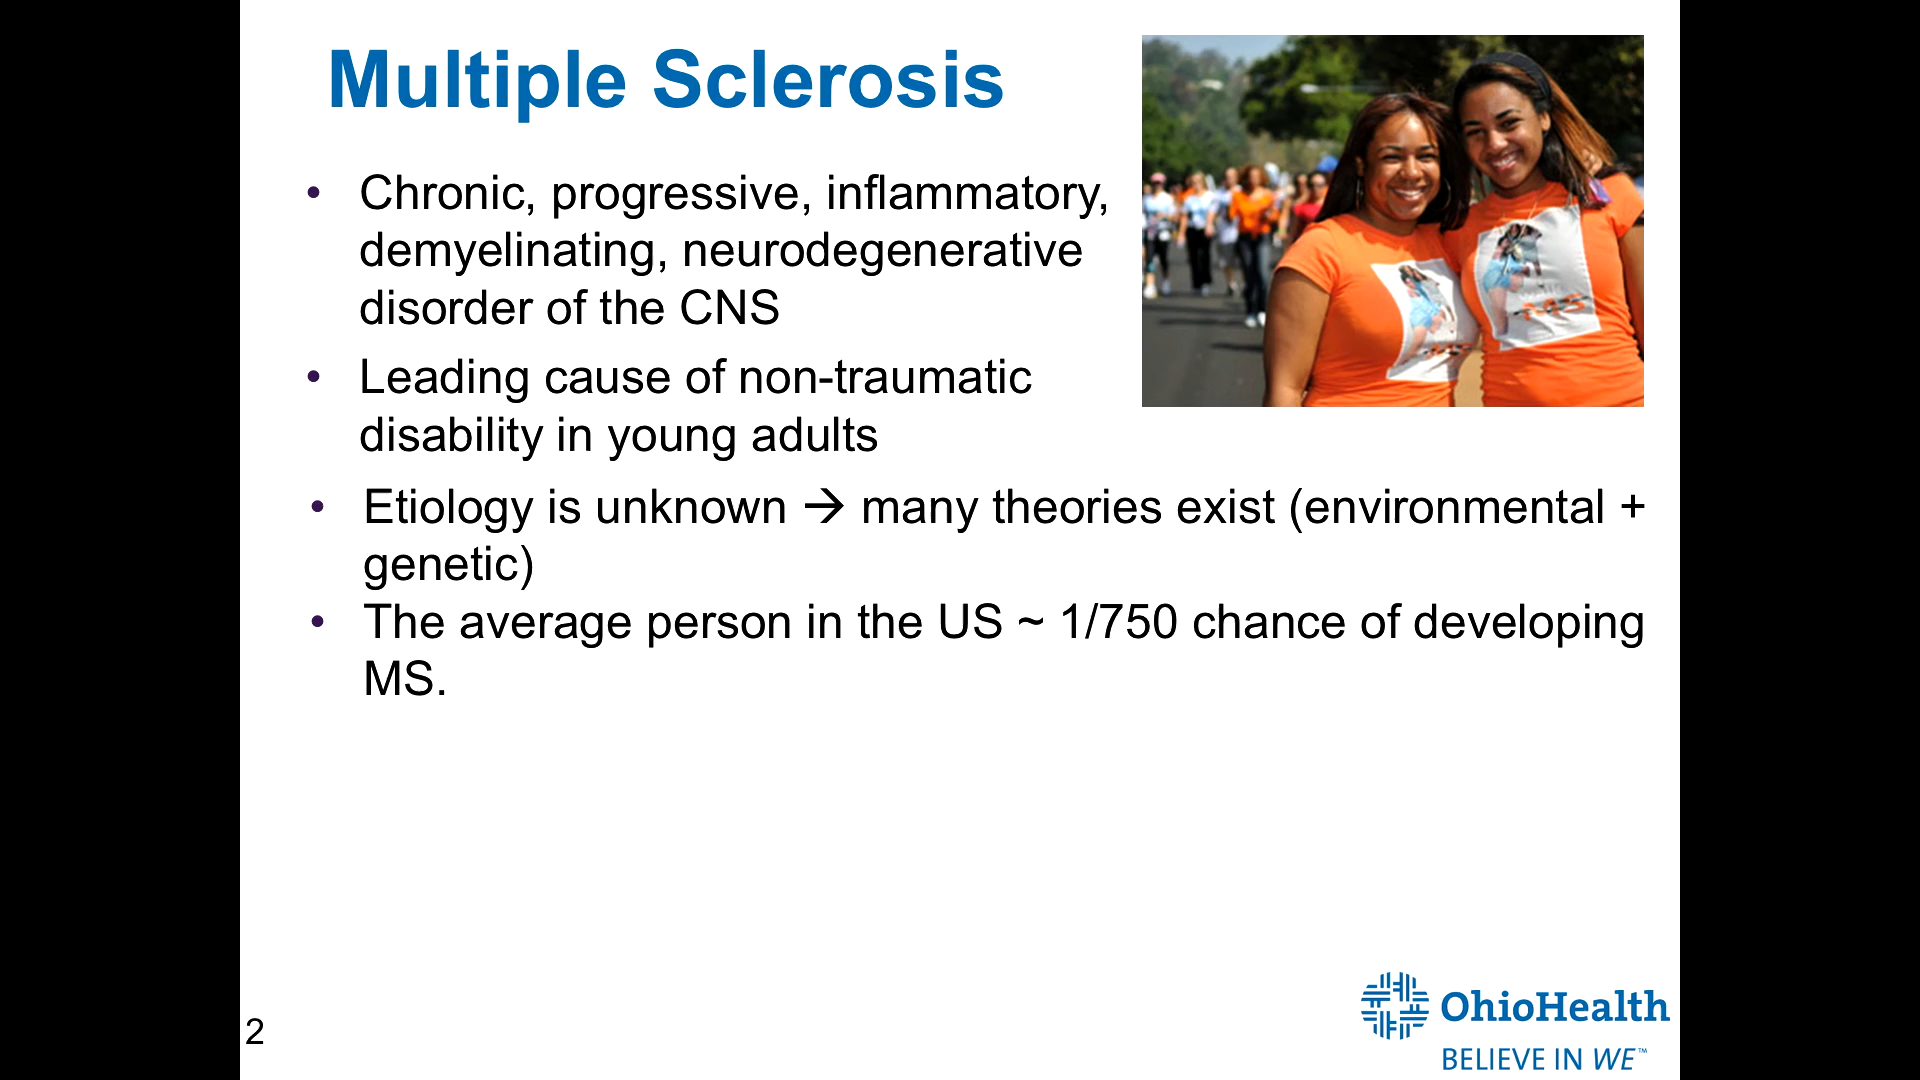 Multiple Sclerosis
• Chronic, progressive, inflammatory,
demyelinating, neurodegenerative
disorder of the CNS
• Leading cause of non-traumatic
disability in young adults
• Etiology is unknown → many theories exist (environmental +
genetic)
• The average person in the US ~ 1/750 chance of developing
MS.
MS
2
OhioHealth
BELIEVE IN WE™